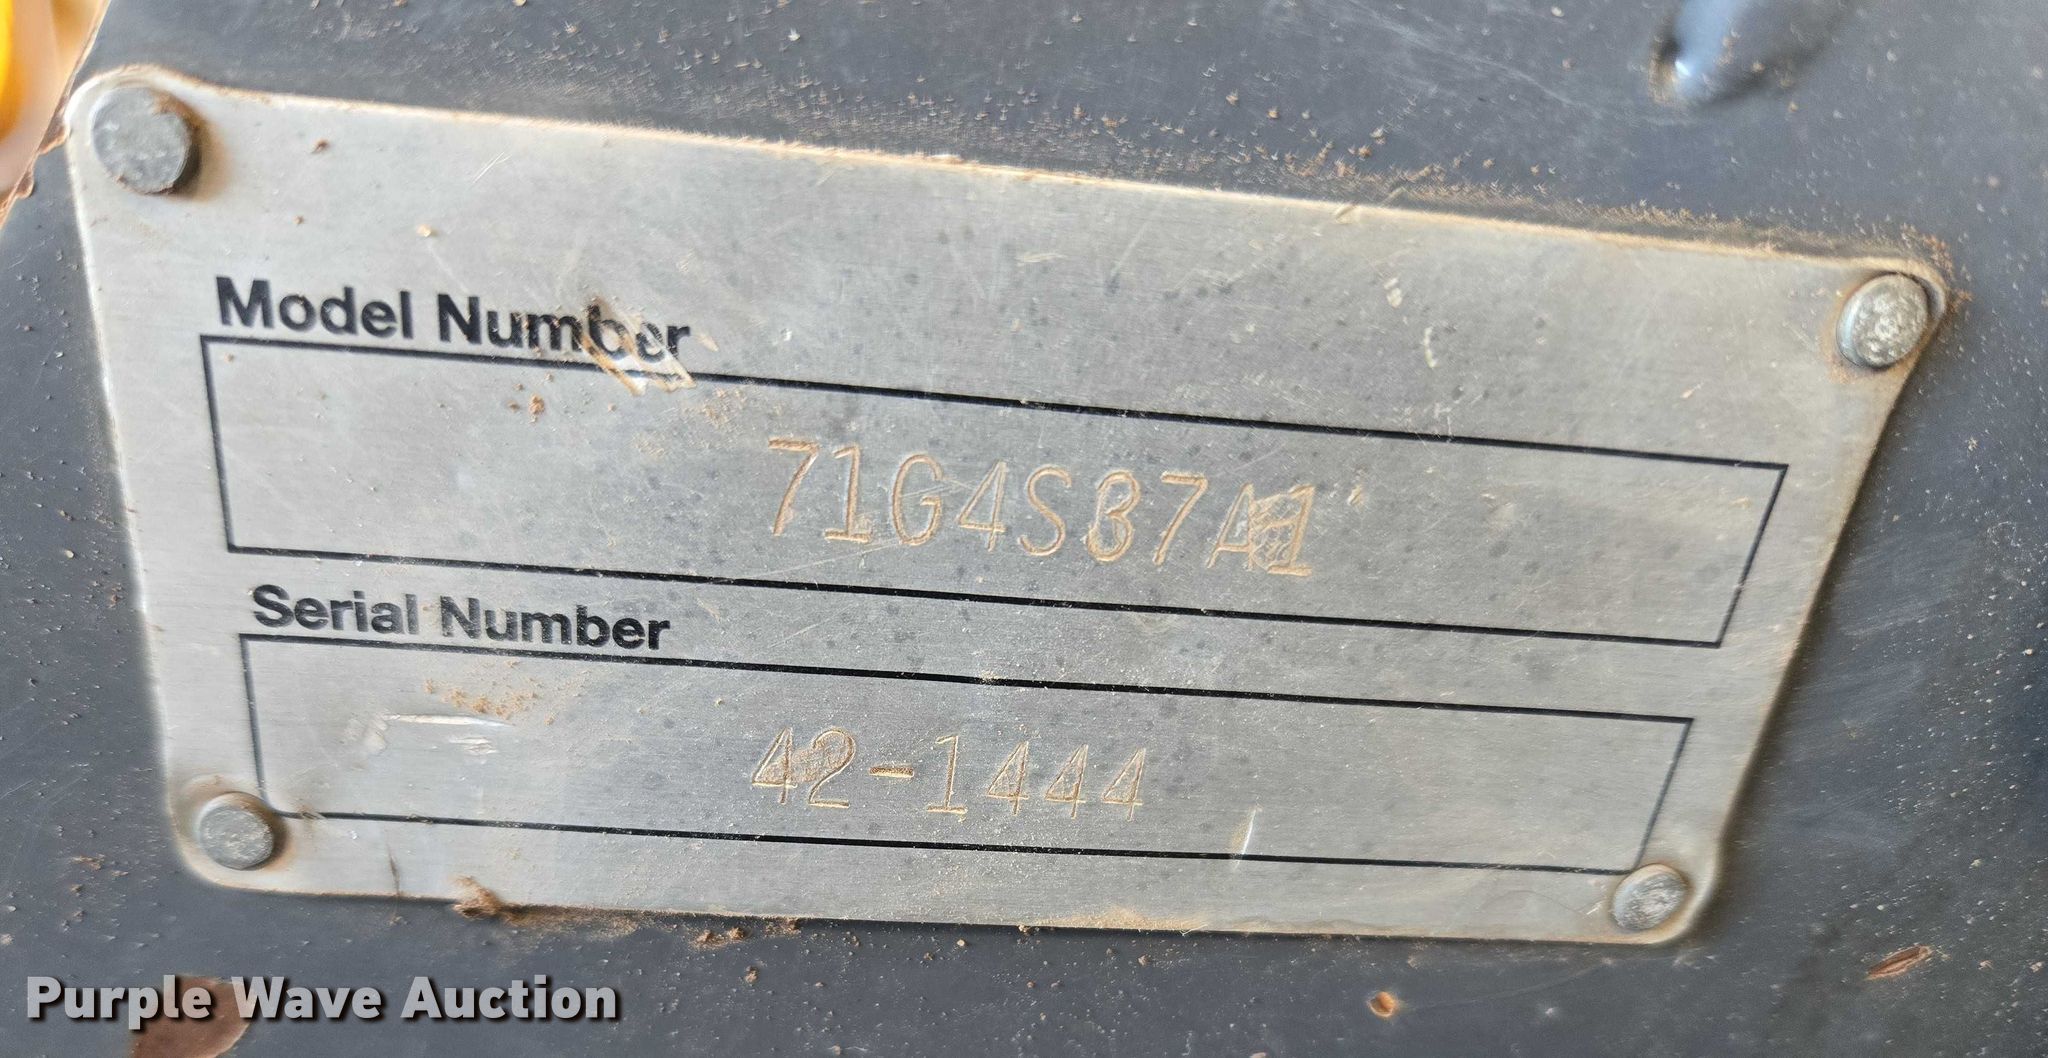 Model Number
71G4S87A1
Serial Number
42-1444
Purple Wave Auction